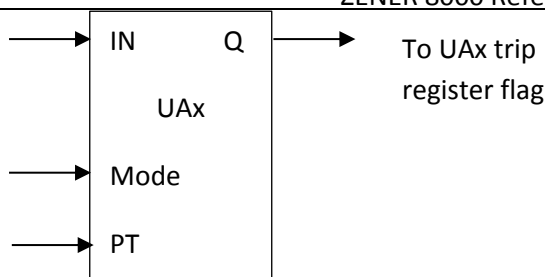 IN Q
To UAx trip
register flag
UAx
Mode
PT